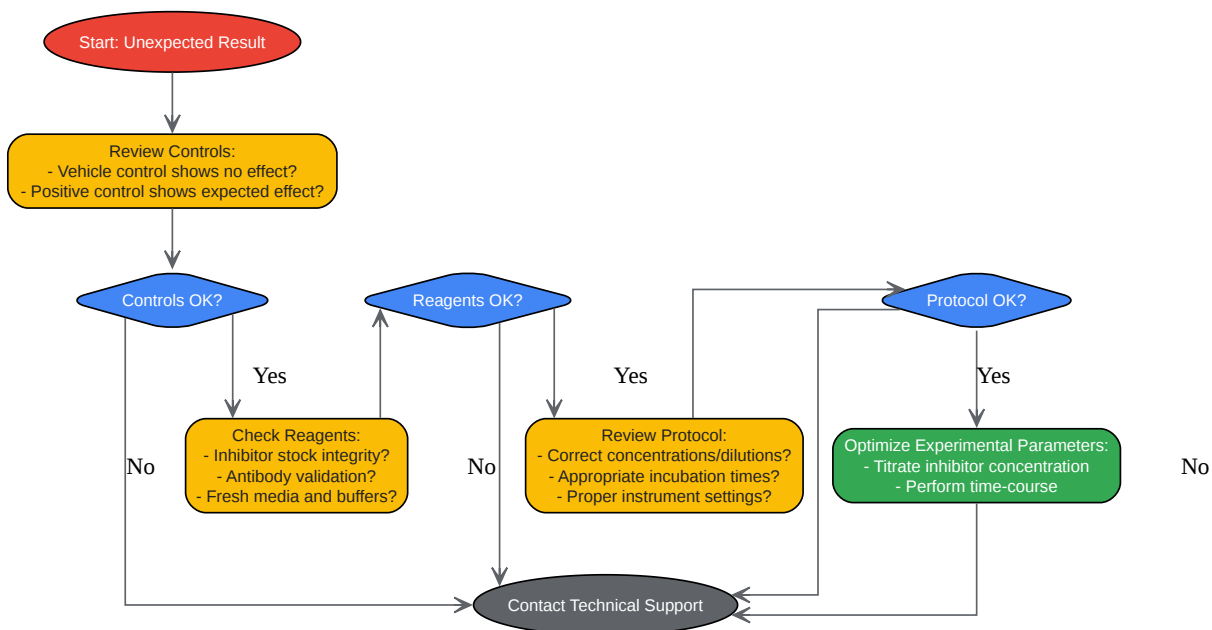 Start: Unexpected Result
Review Controls:
- Vehicle control shows no effect?
- Positive control shows expected effect?
Controls OK?
Reagents OK?
Protocol OK?
Yes
Yes
Yes
Check Reagents:
- Inhibitor stock integrity?
- Antibody validation?
- Fresh media and buffers?
Review Protocol:
- Correct concentrations/dilutions?
- Appropriate incubation times?
- Proper instrument settings?
Optimize Experimental Parameters:
- Titrate inhibitor concentration
- Perform time-course
No
No
No
Contact Technical Support